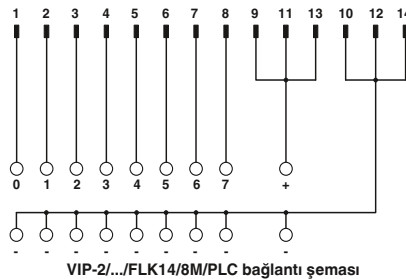 1 2 3 4 5 6 7 8 9 11 13 10 12 14
0 1 2 3 4 5 6 7 +
- - - - - - - - -
VIP-2/.../FLK14/8M/PLC bağlantı şeması